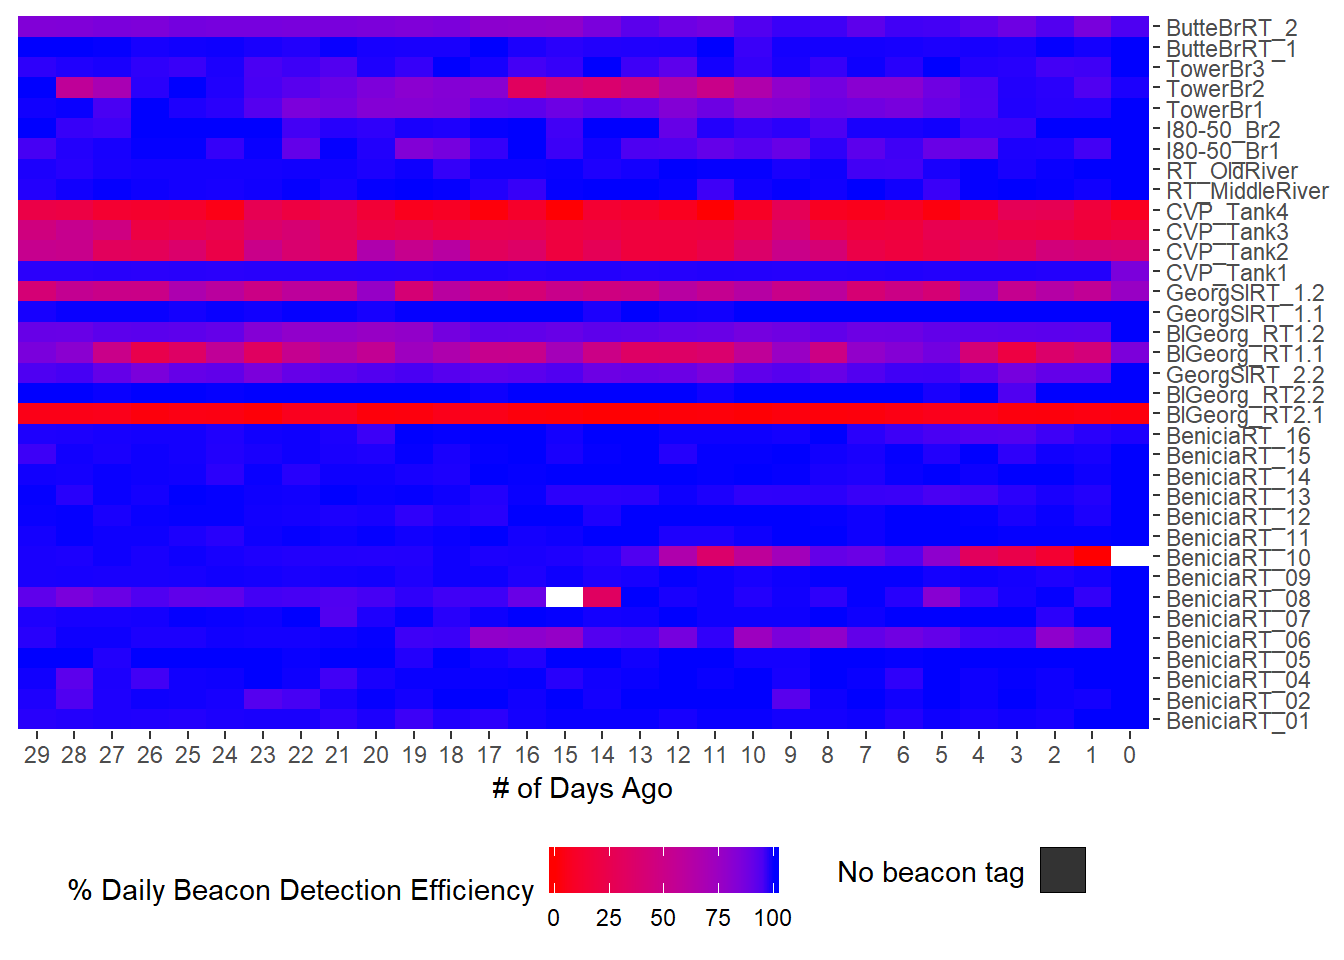 ButteBrRT_2
ButteBrRT_1
TowerBr3
TowerBr2
TowerBr1
I80-50_Br2
I80-50_Br1
RT_OldRiver
RT_MiddleRiver
CVP_Tank4
CVP_Tank3
CVP_Tank2
CVP_Tank1
GeorgSlRT_1.2
GeorgSlRT_1.1
BlGeorg_RT1.2
BlGeorg_RT1.1
GeorgSlRT_2.2
BlGeorg_RT2.2
BlGeorg_RT2.1
BeniciaRT_16
BeniciaRT_15
BeniciaRT_14
BeniciaRT_13
BeniciaRT_12
BeniciaRT_11
BeniciaRT_10
BeniciaRT_09
BeniciaRT_08
BeniciaRT_07
BeniciaRT_06
BeniciaRT_05
BeniciaRT_04
BeniciaRT_02
BeniciaRT_01
29 28 27 26 25 24 23 22 21 20 19 18 17 16 15 14 13 12 11 10 9 8 7 6 5 4 3 2 1 0
# of Days Ago
% Daily Beacon Detection Efficiency
0 25 50 75 100
No beacon tag